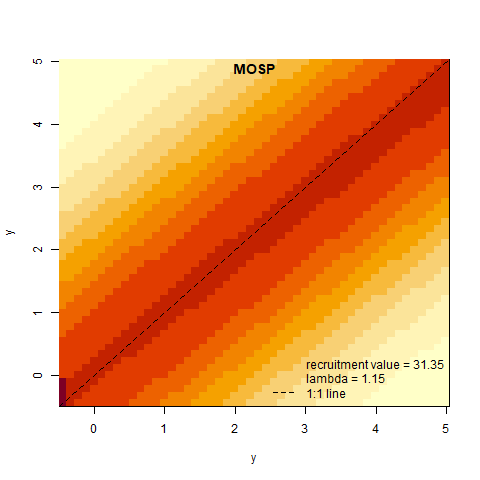 MOSP
5
4
3
2
1
0
y
recruitment value = 31.35
lambda = 1.15
1:1 line
0
1
2
3
4
5
y